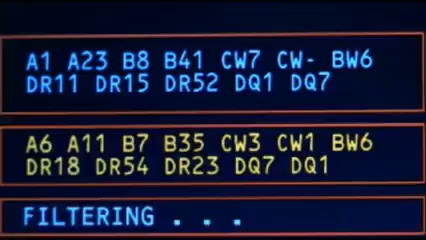 A1 A23 B8 B41 CW7 CW- BW6
DR11 DR15 DR52 DQ1 DQ7
A6 A11 B7 B35 CW3 CW1 BW6
DR18 DR54 DR23 DQ7 DQ1
FILTERING . . .